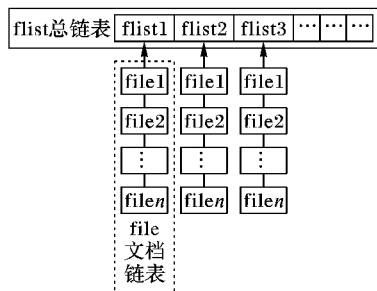 flist总链表 flist1 flist2 flist3 … … …
file1 file1 file1
file2 file2 file2
⋮ ⋮ ⋮
filen filen filen
file
文档
链表